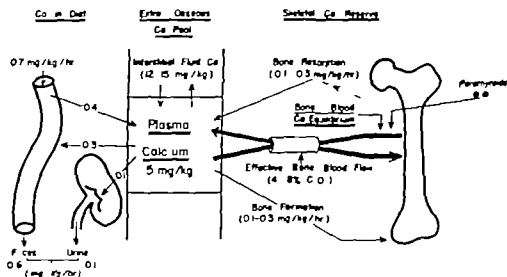 Ca in Diet
Extra Osseous
Ca Pool
Skeletal Ca Reserve
0.7 mg/kg/hr
Interstitial Fluid Ca
(12 15 mg/kg)
Bone Resorption
(0.1 0.3 mg/kg/hr)
Parathyroids
0.4
Bone Blood
Ca Equilibrium
Plasma
0.3
Calcium
0.1
5 mg/kg
Effective Bone Blood Flow
(4 8% C.O.)
Bone Formation
(0.1-0.3 mg/kg/hr)
F ces
Urine
0.6
0.1
(mg/Kg/hr)